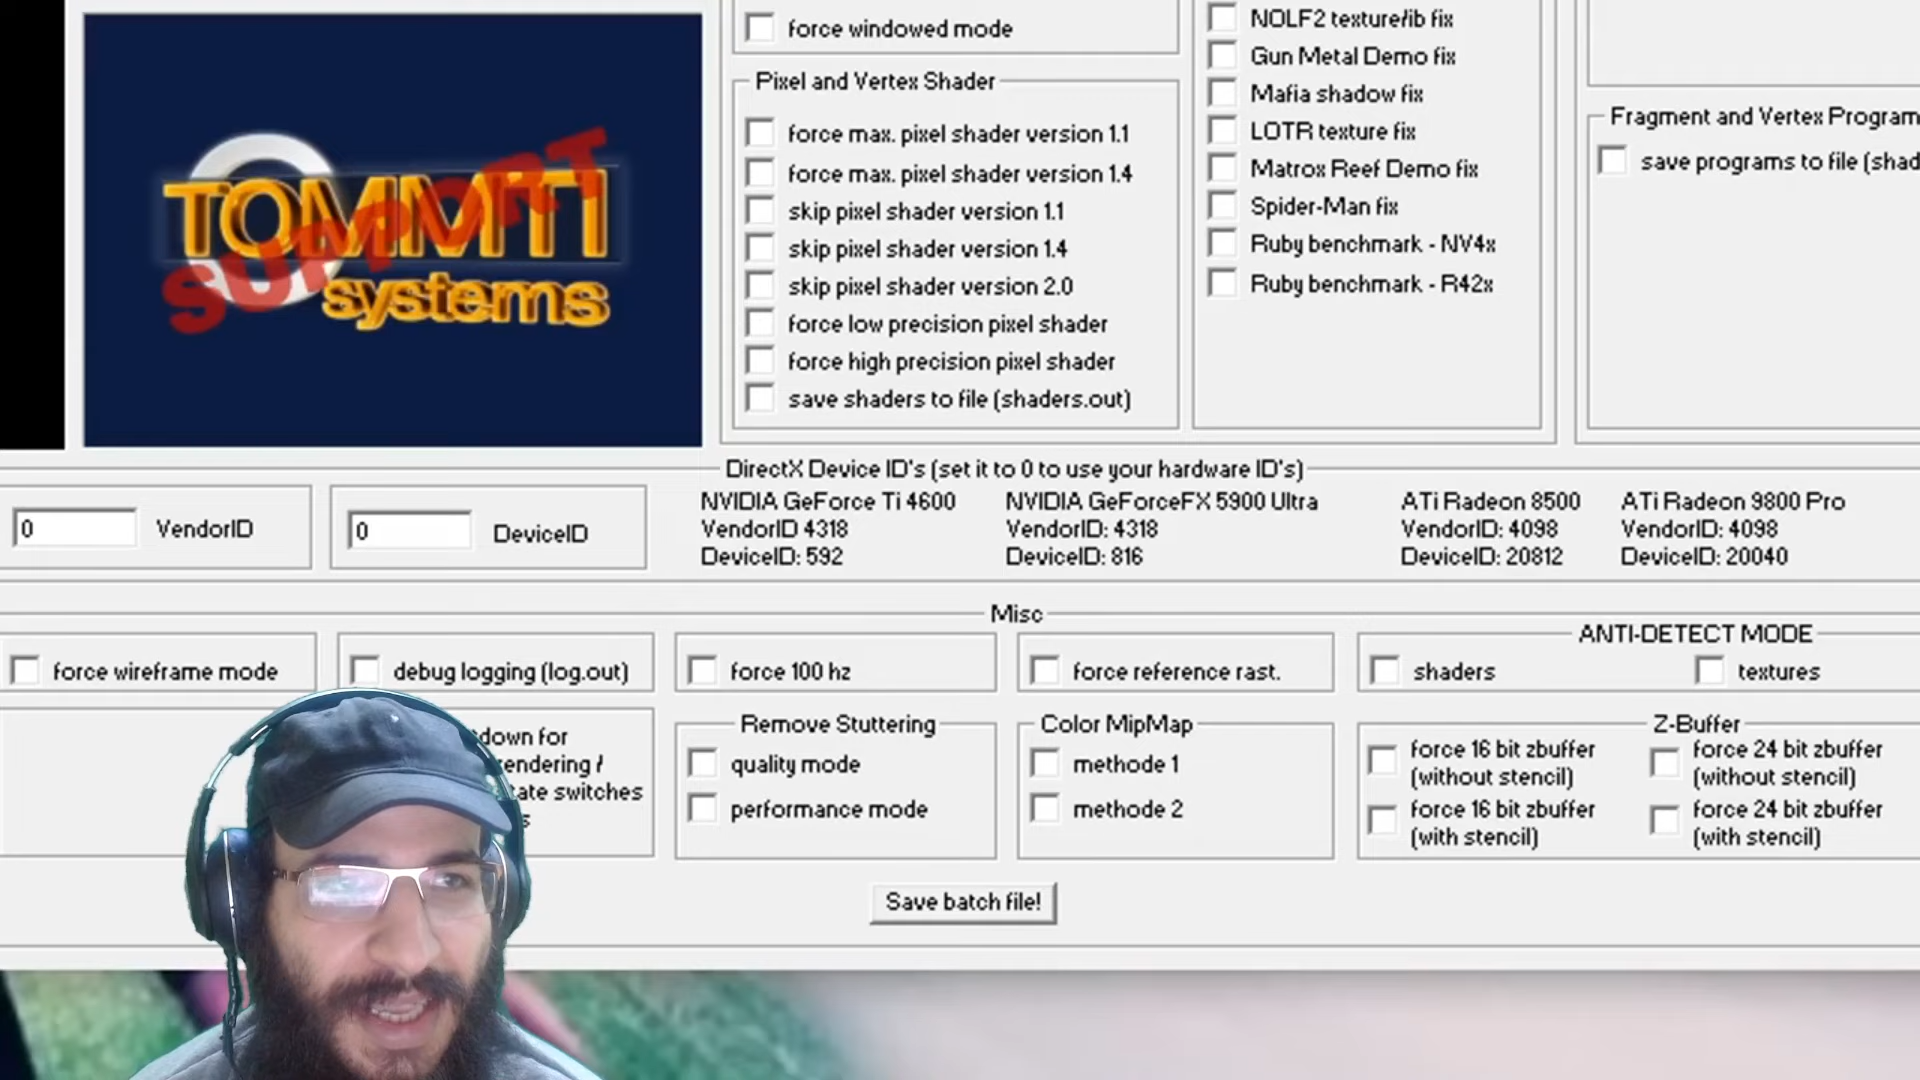 force windowed mode
Pixel and Vertex Shader
force max. pixel shader version 1.1
force max. pixel shader version 1.4
skip pixel shader version 1.1
skip pixel shader version 1.4
skip pixel shader version 2.0
force low precision pixel shader
force high precision pixel shader
save shaders to file (shaders.out)
NOLF2 texture/ib fix
Gun Metal Demo fix
Mafia shadow fix
LOTR texture fix
Matrox Reef Demo fix
Spider-Man fix
Ruby benchmark - NV4x
Ruby benchmark - R42x
Fragment and Vertex Program
save programs to file (shad
TOMMTI
SUPPORT
systems
DirectX Device ID's (set it to 0 to use your hardware ID's)
0 VendorID
0 DeviceID
NVIDIA GeForce Ti 4600
VendorID 4318
DeviceID: 592
NVIDIA GeForceFX 5900 Ultra
VendorID: 4318
DeviceID: 816
ATi Radeon 8500
VendorID: 4098
DeviceID: 20812
ATi Radeon 9800 Pro
VendorID: 4098
DeviceID: 20040
Misc
force wireframe mode
debug logging (log.out)
force 100 hz
force reference rast.
ANTI-DETECT MODE
shaders
textures
down for
endering /
ate switches
s
Remove Stuttering
quality mode
performance mode
Color MipMap
methode 1
methode 2
Z-Buffer
force 16 bit zbuffer
(without stencil)
force 16 bit zbuffer
(with stencil)
force 24 bit zbuffer
(without stencil)
force 24 bit zbuffer
(with stencil)
Save batch file!